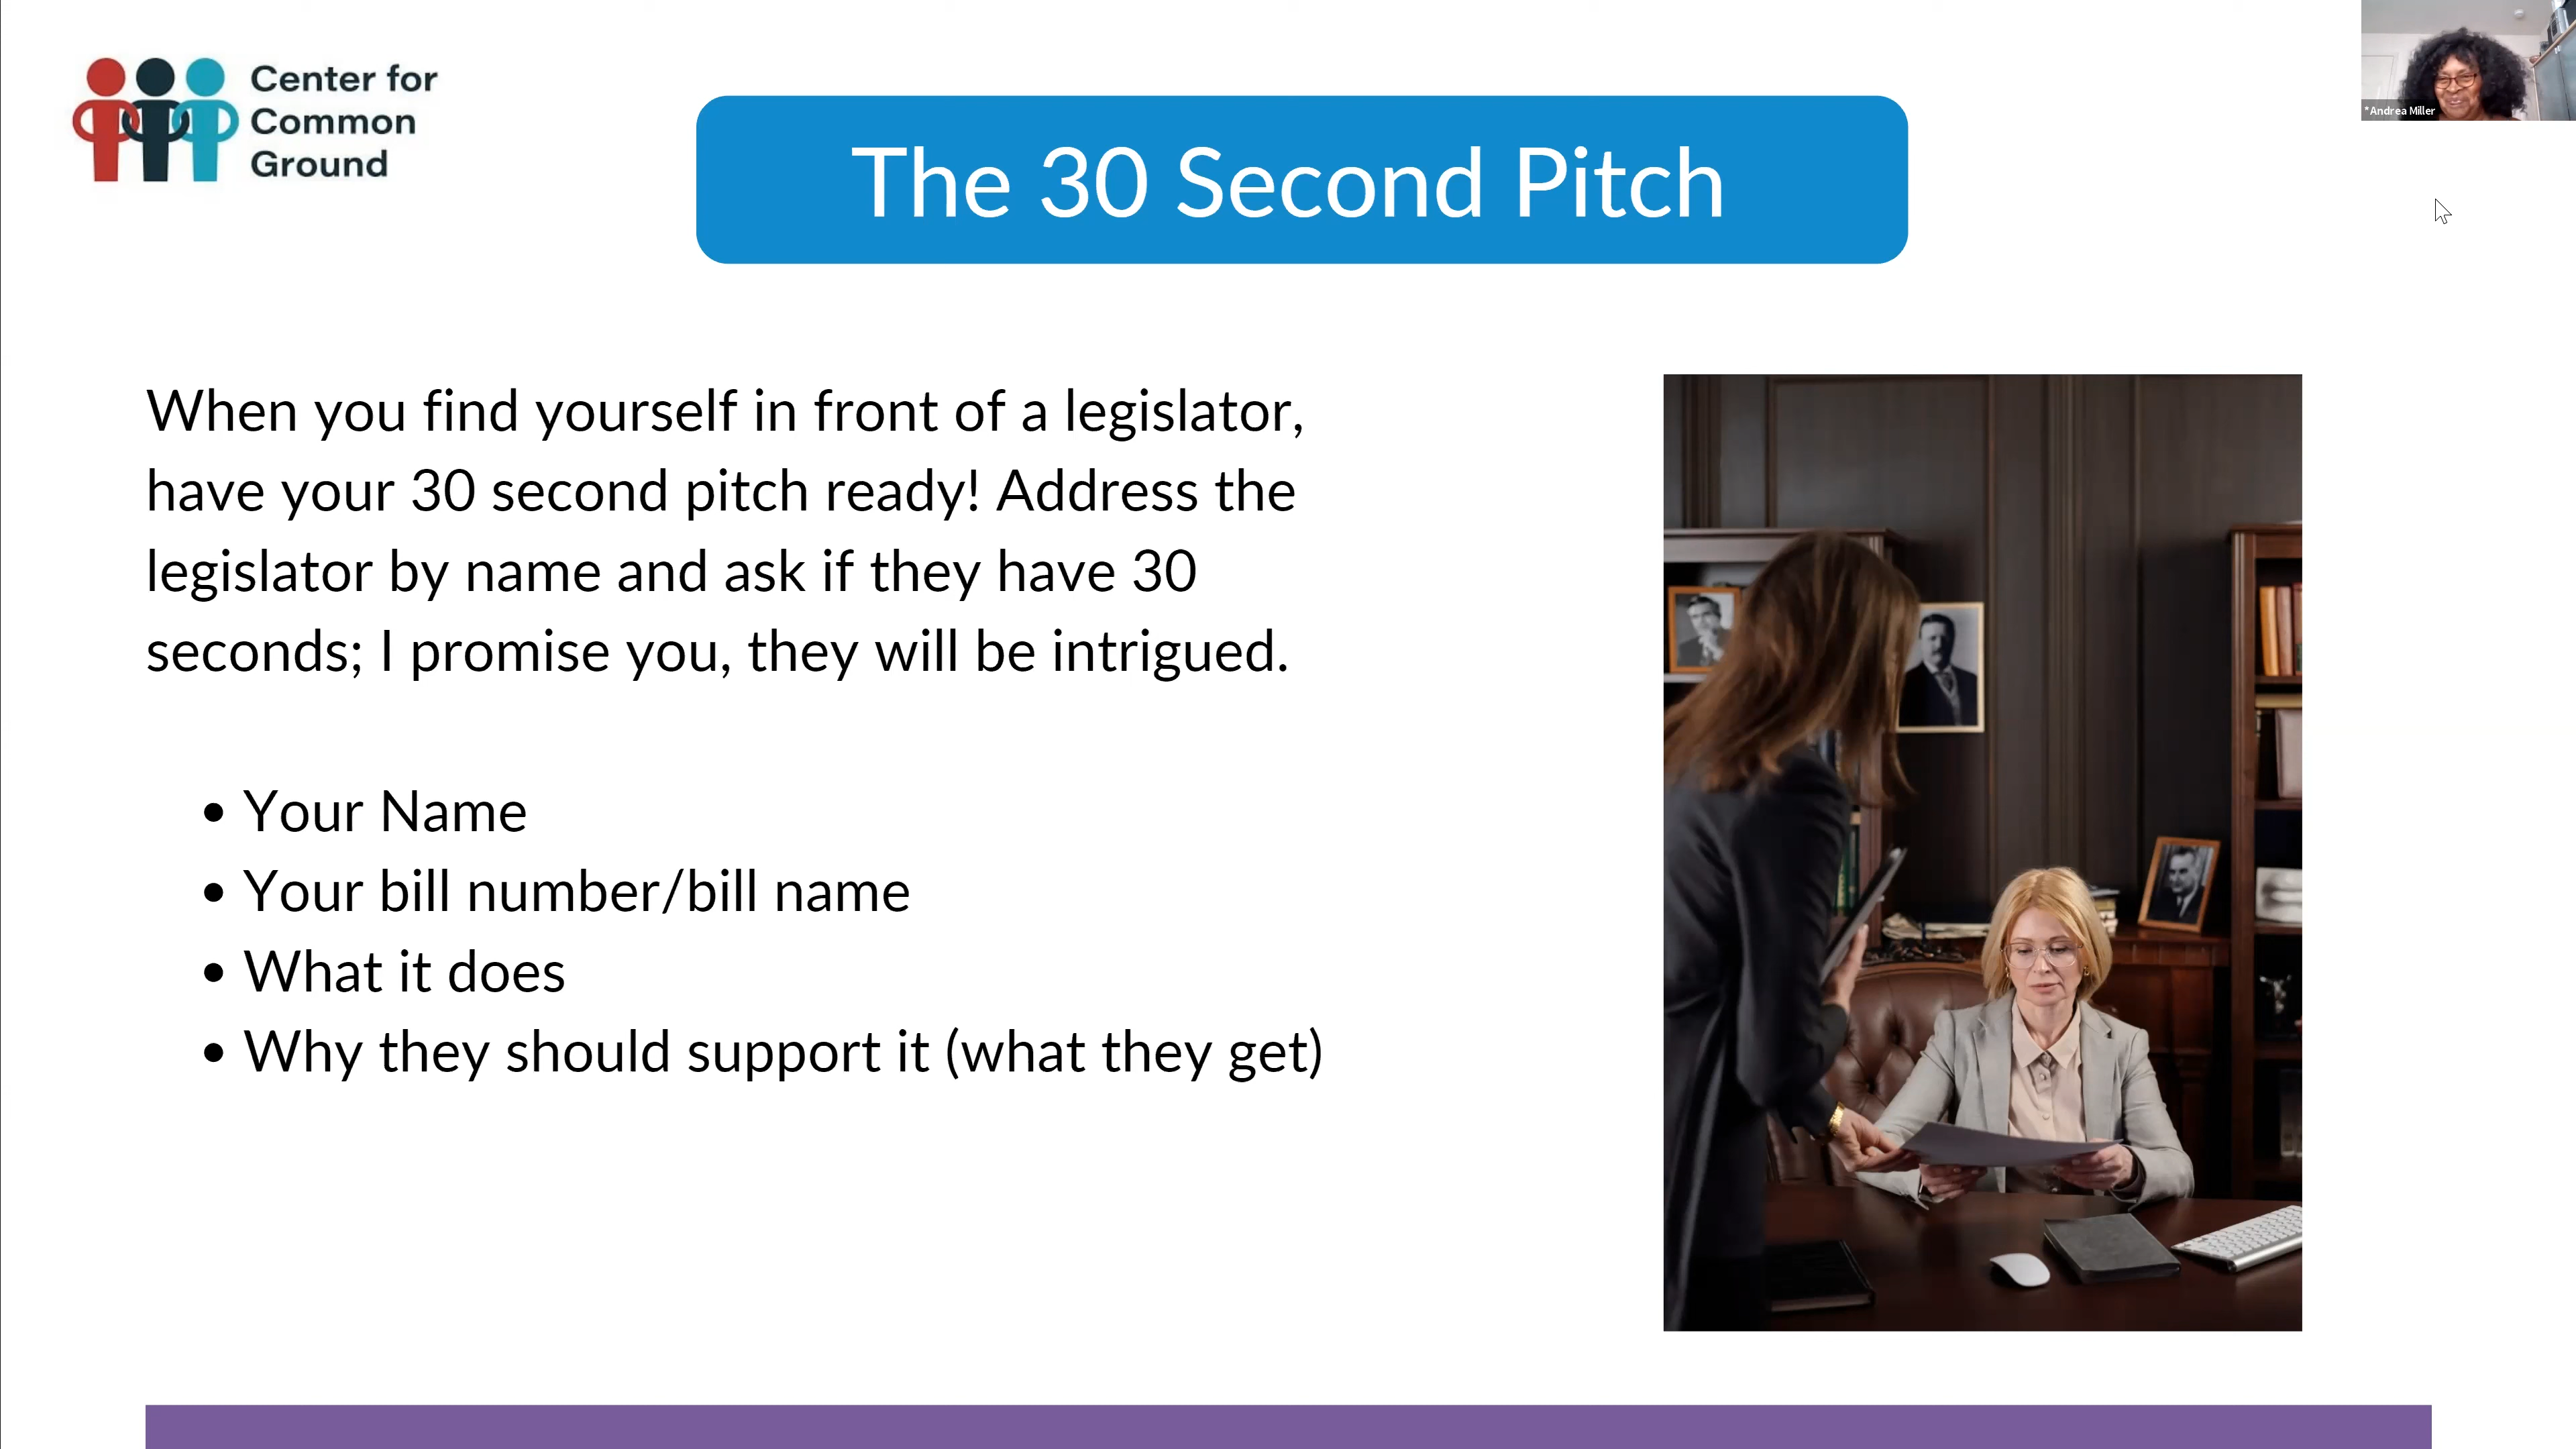 Center for
Common
Ground
*Andrea Miller
The 30 Second Pitch
When you find yourself in front of a legislator,
have your 30 second pitch ready! Address the
legislator by name and ask if they have 30
seconds; I promise you, they will be intrigued.
• Your Name
• Your bill number/bill name
• What it does
• Why they should support it (what they get)